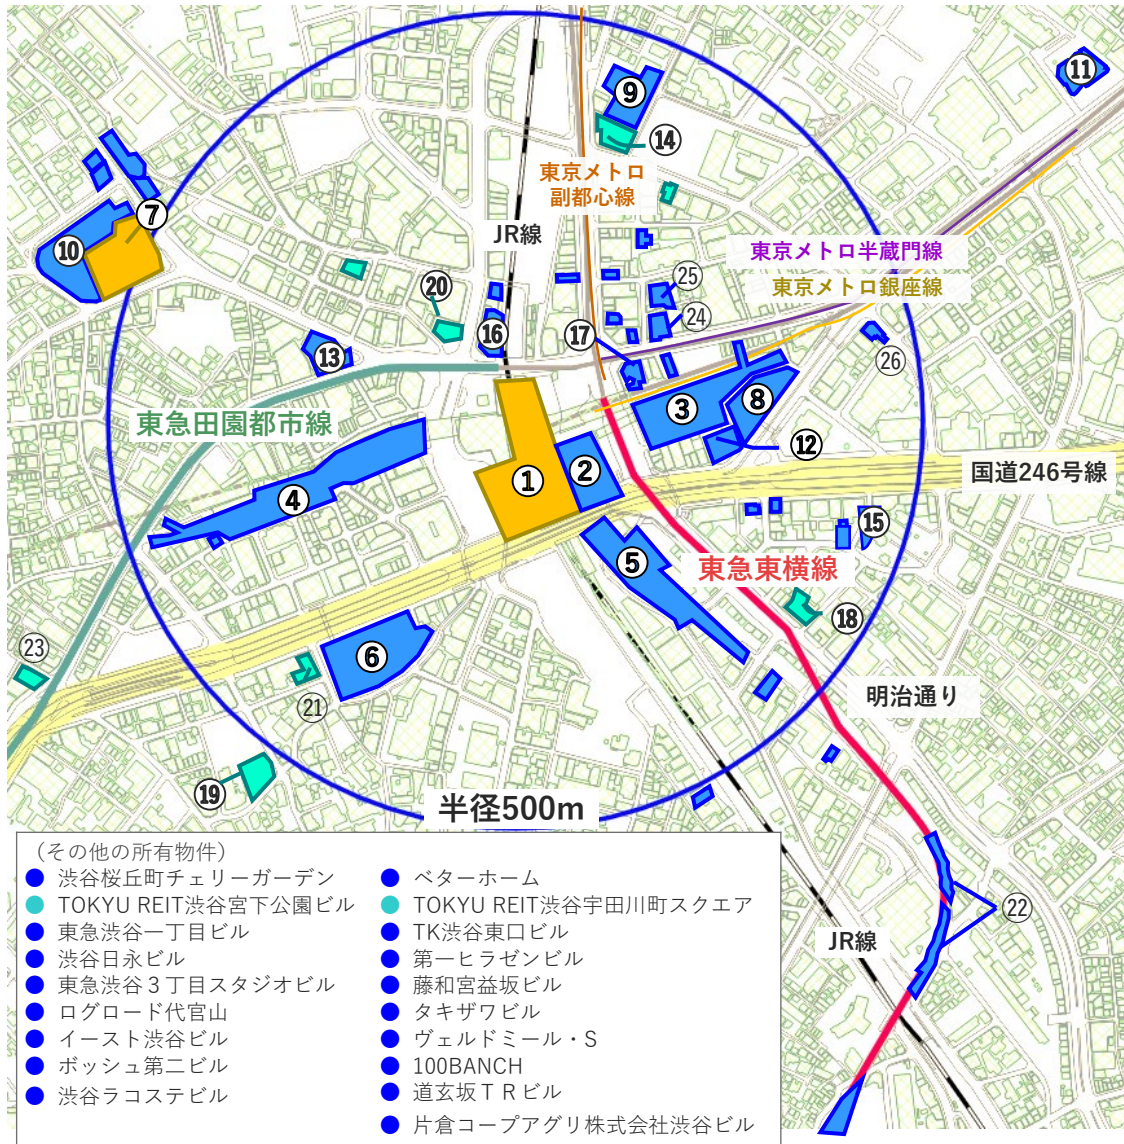 ⑪
⑨
⑭
東京メトロ
副都心線
⑦
JR線
⑩
東京メトロ半蔵門線
㉕
東京メトロ銀座線
⑳
㉔
⑯
⑰
⑬
㉖
③
⑧
東急田園都市線
⑫
②
①
国道246号線
④
⑮
⑤
東急東横線
⑱
㉓
⑥
明治通り
㉑
⑲
半径500m
㉒
JR線
(その他の所有物件)
渋谷桜丘町チェリーガーデン
TOKYU REIT渋谷宮下公園ビル
東急渋谷一丁目ビル
渋谷日永ビル
東急渋谷３丁目スタジオビル
ログロード代官山
イースト渋谷ビル
ボッシュ第二ビル
渋谷ラコステビル
ベターホーム
TOKYU REIT渋谷宇田川町スクエア
TK渋谷東口ビル
第一ヒラゼンビル
藤和宮益坂ビル
タキザワビル
ヴェルドミール・S
100BANCH
道玄坂ＴＲビル
片倉コープアグリ株式会社渋谷ビル